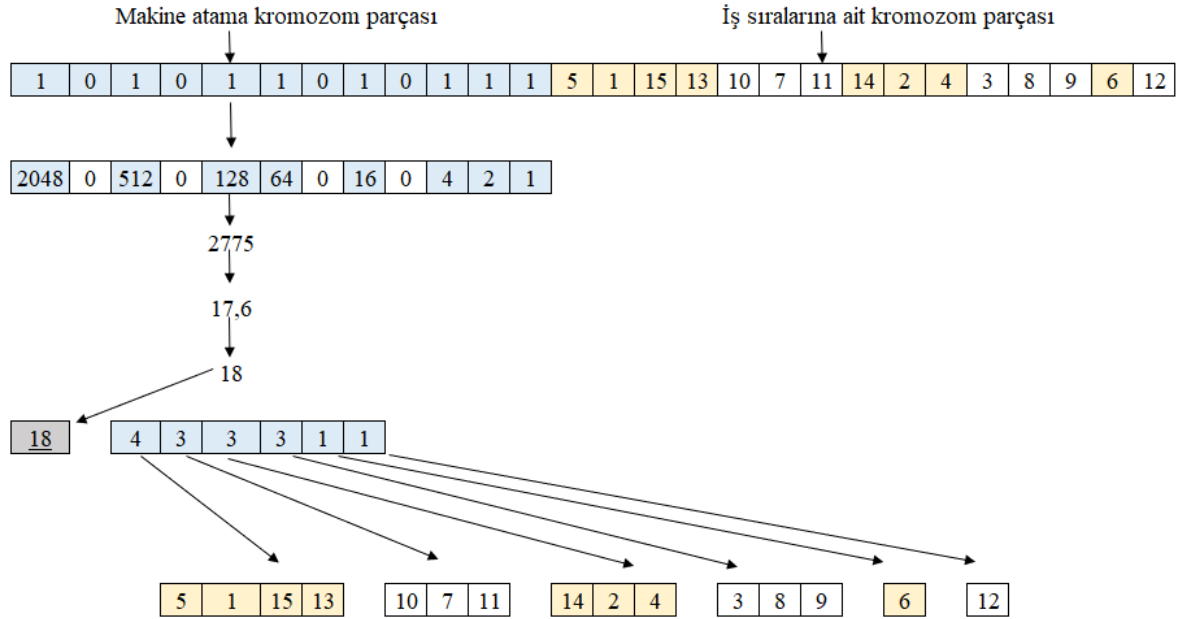 Makine atama kromozom parçası İş sıralarına ait kromozom parçası
1 0 1 0 1 1 0 1 0 1 1 1 5 1 15 13 10 7 11 14 2 4 3 8 9 6 12
2048 0 512 0 128 64 0 16 0 4 2 1
2775
17,6
18
18 4 3 3 3 1 1
5 1 15 13 10 7 11 14 2 4 3 8 9 6 12